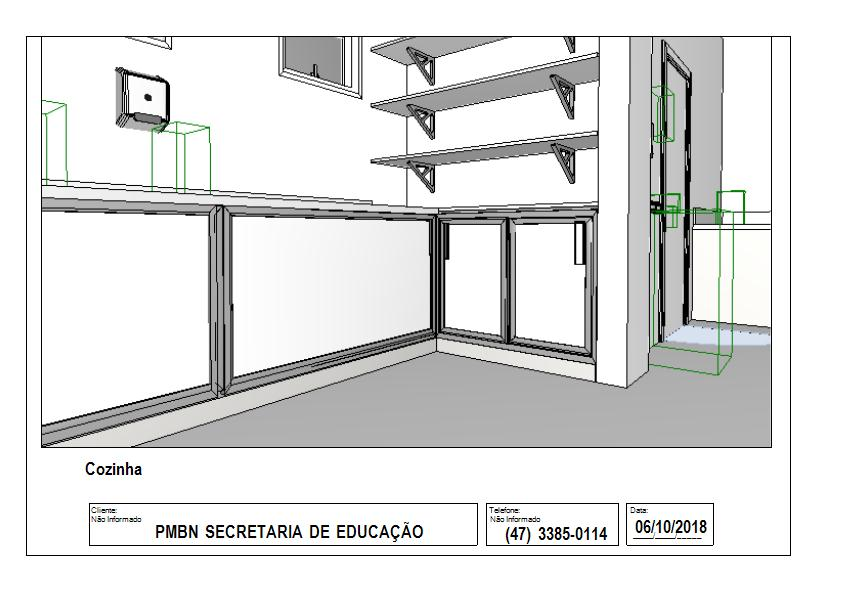 Cozinha
Cliente:
Não Informado
PMBN SECRETARIA DE EDUCAÇÃO
Telefone:
Não Informado
(47) 3385-0114
Data:
06/10/2018